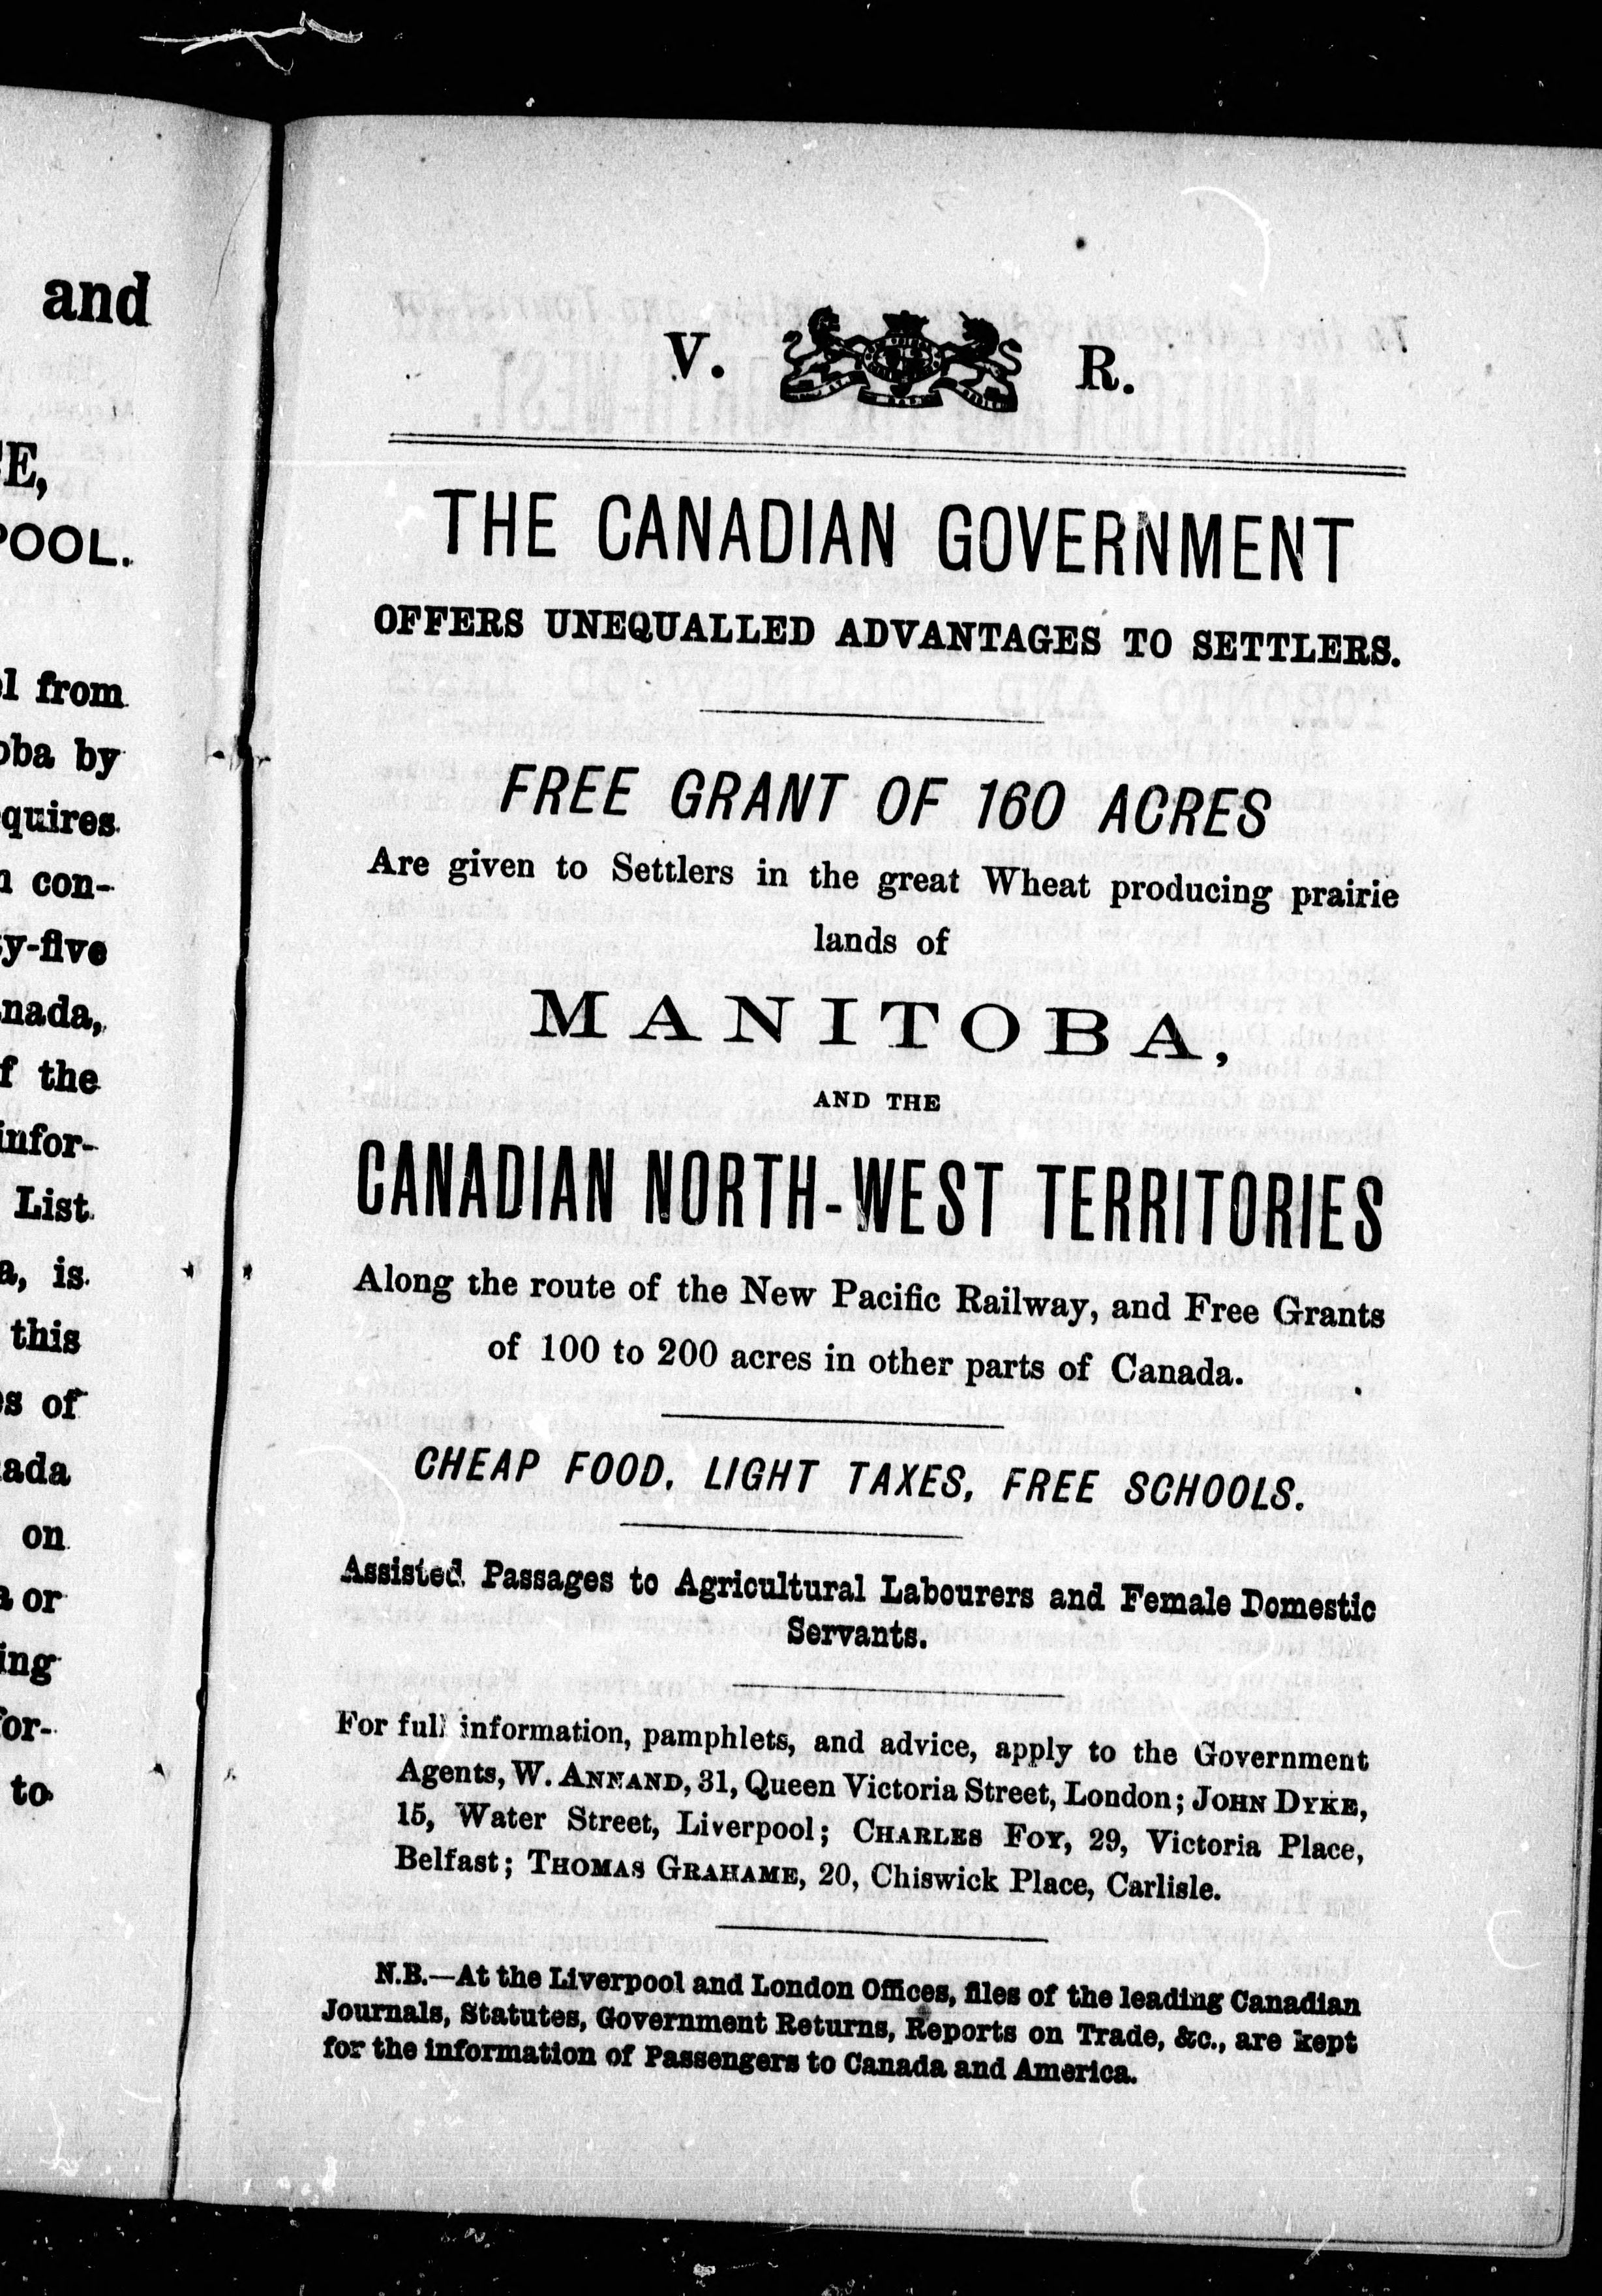 and
E,
POOL.
l from
oba by
quires
n con-
ty-five
nada,
f the
infor-
List
a, is
this
es of
ada
on
a or
ing
for-
to
V. R.
THE CANADIAN GOVERNMENT
OFFERS UNEQUALLED ADVANTAGES TO SETTLERS.
FREE GRANT OF 160 ACRES
Are given to Settlers in the great Wheat producing prairie
lands of
MANITOBA,
AND THE
CANADIAN NORTH-WEST TERRITORIES
Along the route of the New Pacific Railway, and Free Grants
of 100 to 200 acres in other parts of Canada.
CHEAP FOOD, LIGHT TAXES, FREE SCHOOLS.
Assisted Passages to Agricultural Labourers and Female Domestic
Servants.
For full information, pamphlets, and advice, apply to the Government
Agents, W. ANNAND, 31, Queen Victoria Street, London; JOHN DYKE,
15, Water Street, Liverpool; CHARLES FOY, 29, Victoria Place,
Belfast; THOMAS GRAHAME, 20, Chiswick Place, Carlisle.
N.B.—At the Liverpool and London Offices, files of the leading Canadian
Journals, Statutes, Government Returns, Reports on Trade, &c., are kept
for the information of Passengers to Canada and America.